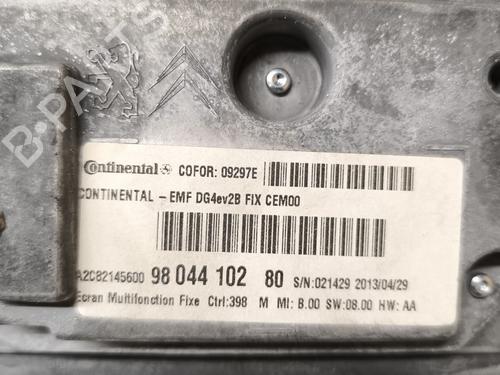 B-PARTS
Continental COFOR: 09297E
CONTINENTAL - EMF DG4ev2B FIX CEM00
A2C82145600 98 044 102 80 S/N:021429 2013/04/29
Ecran Multifonction Fixe Ctrl:398 M MI: B.00 SW:08.00 HW: AA